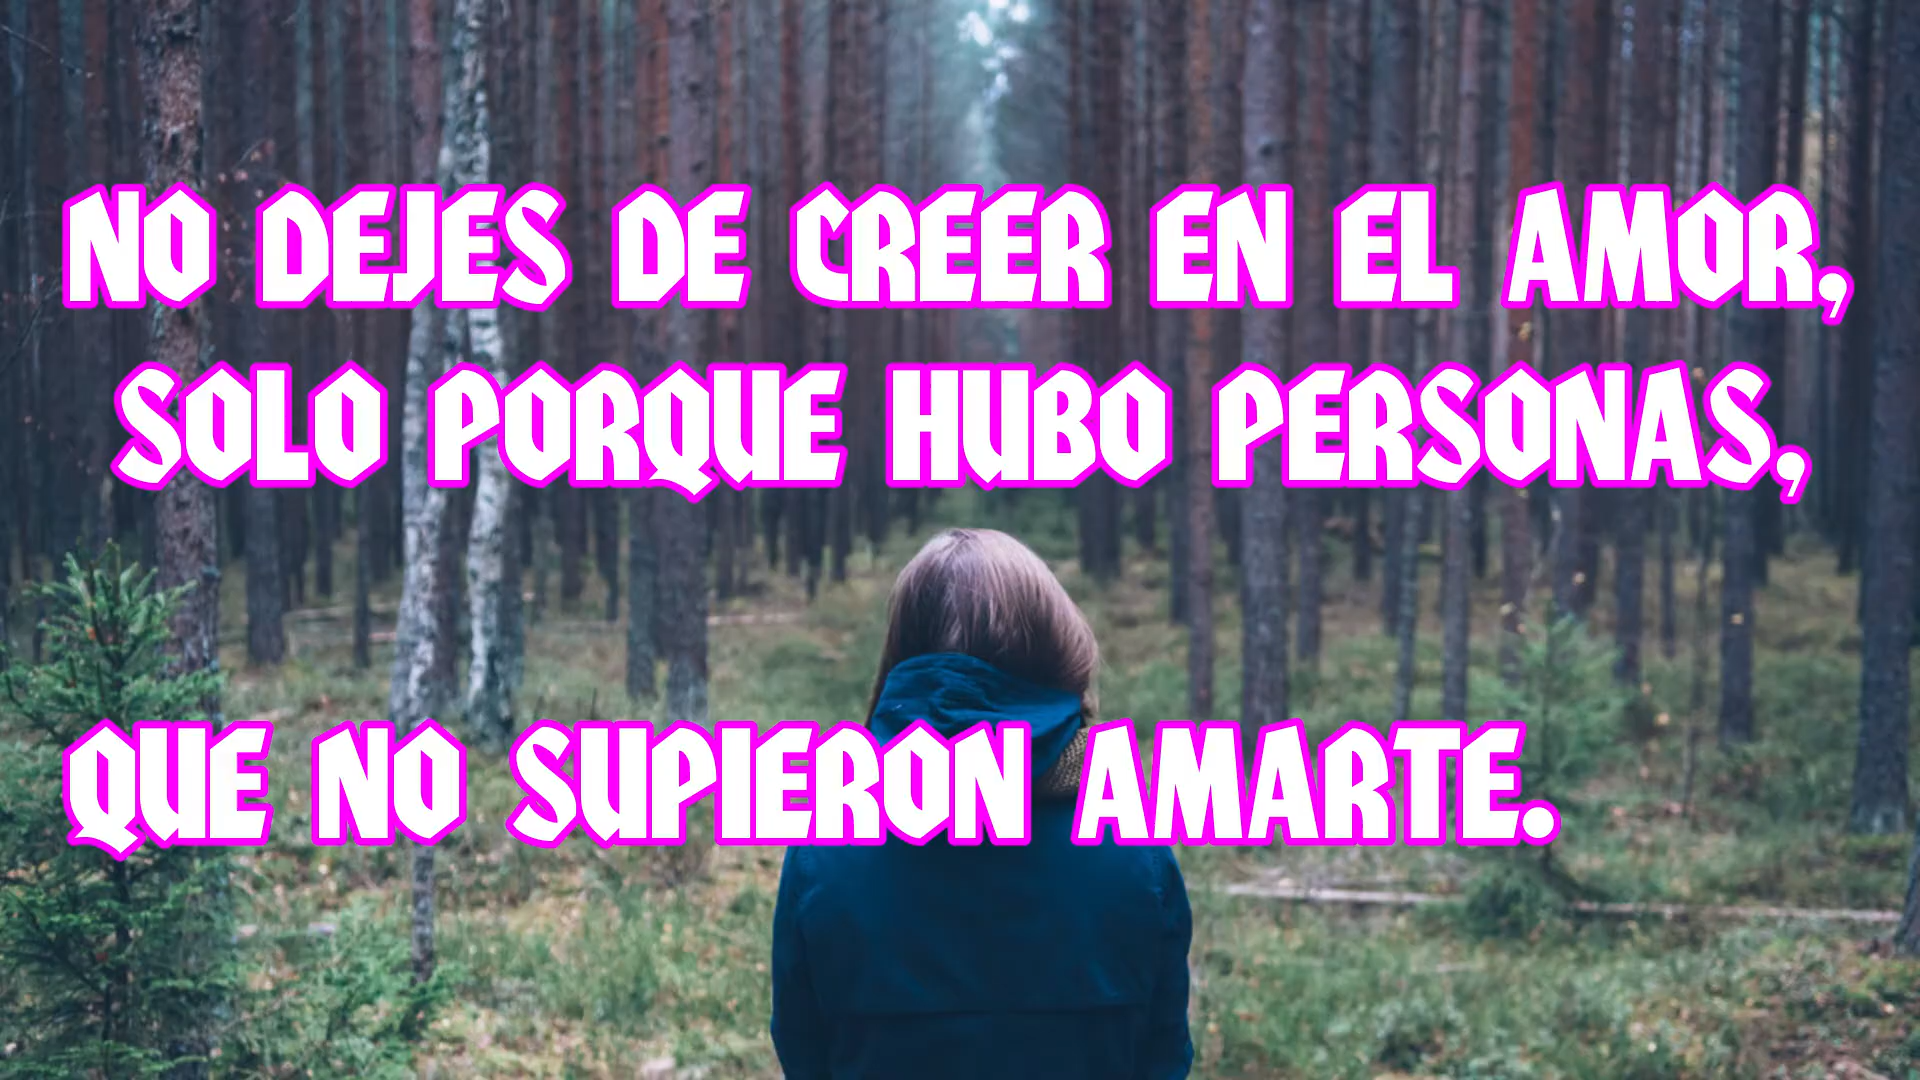 NO DEJES DE CREER EN EL AMOR,
SOLO PORQUE HUBO PERSONAS,
QUE NO SUPIERON AMARTE.